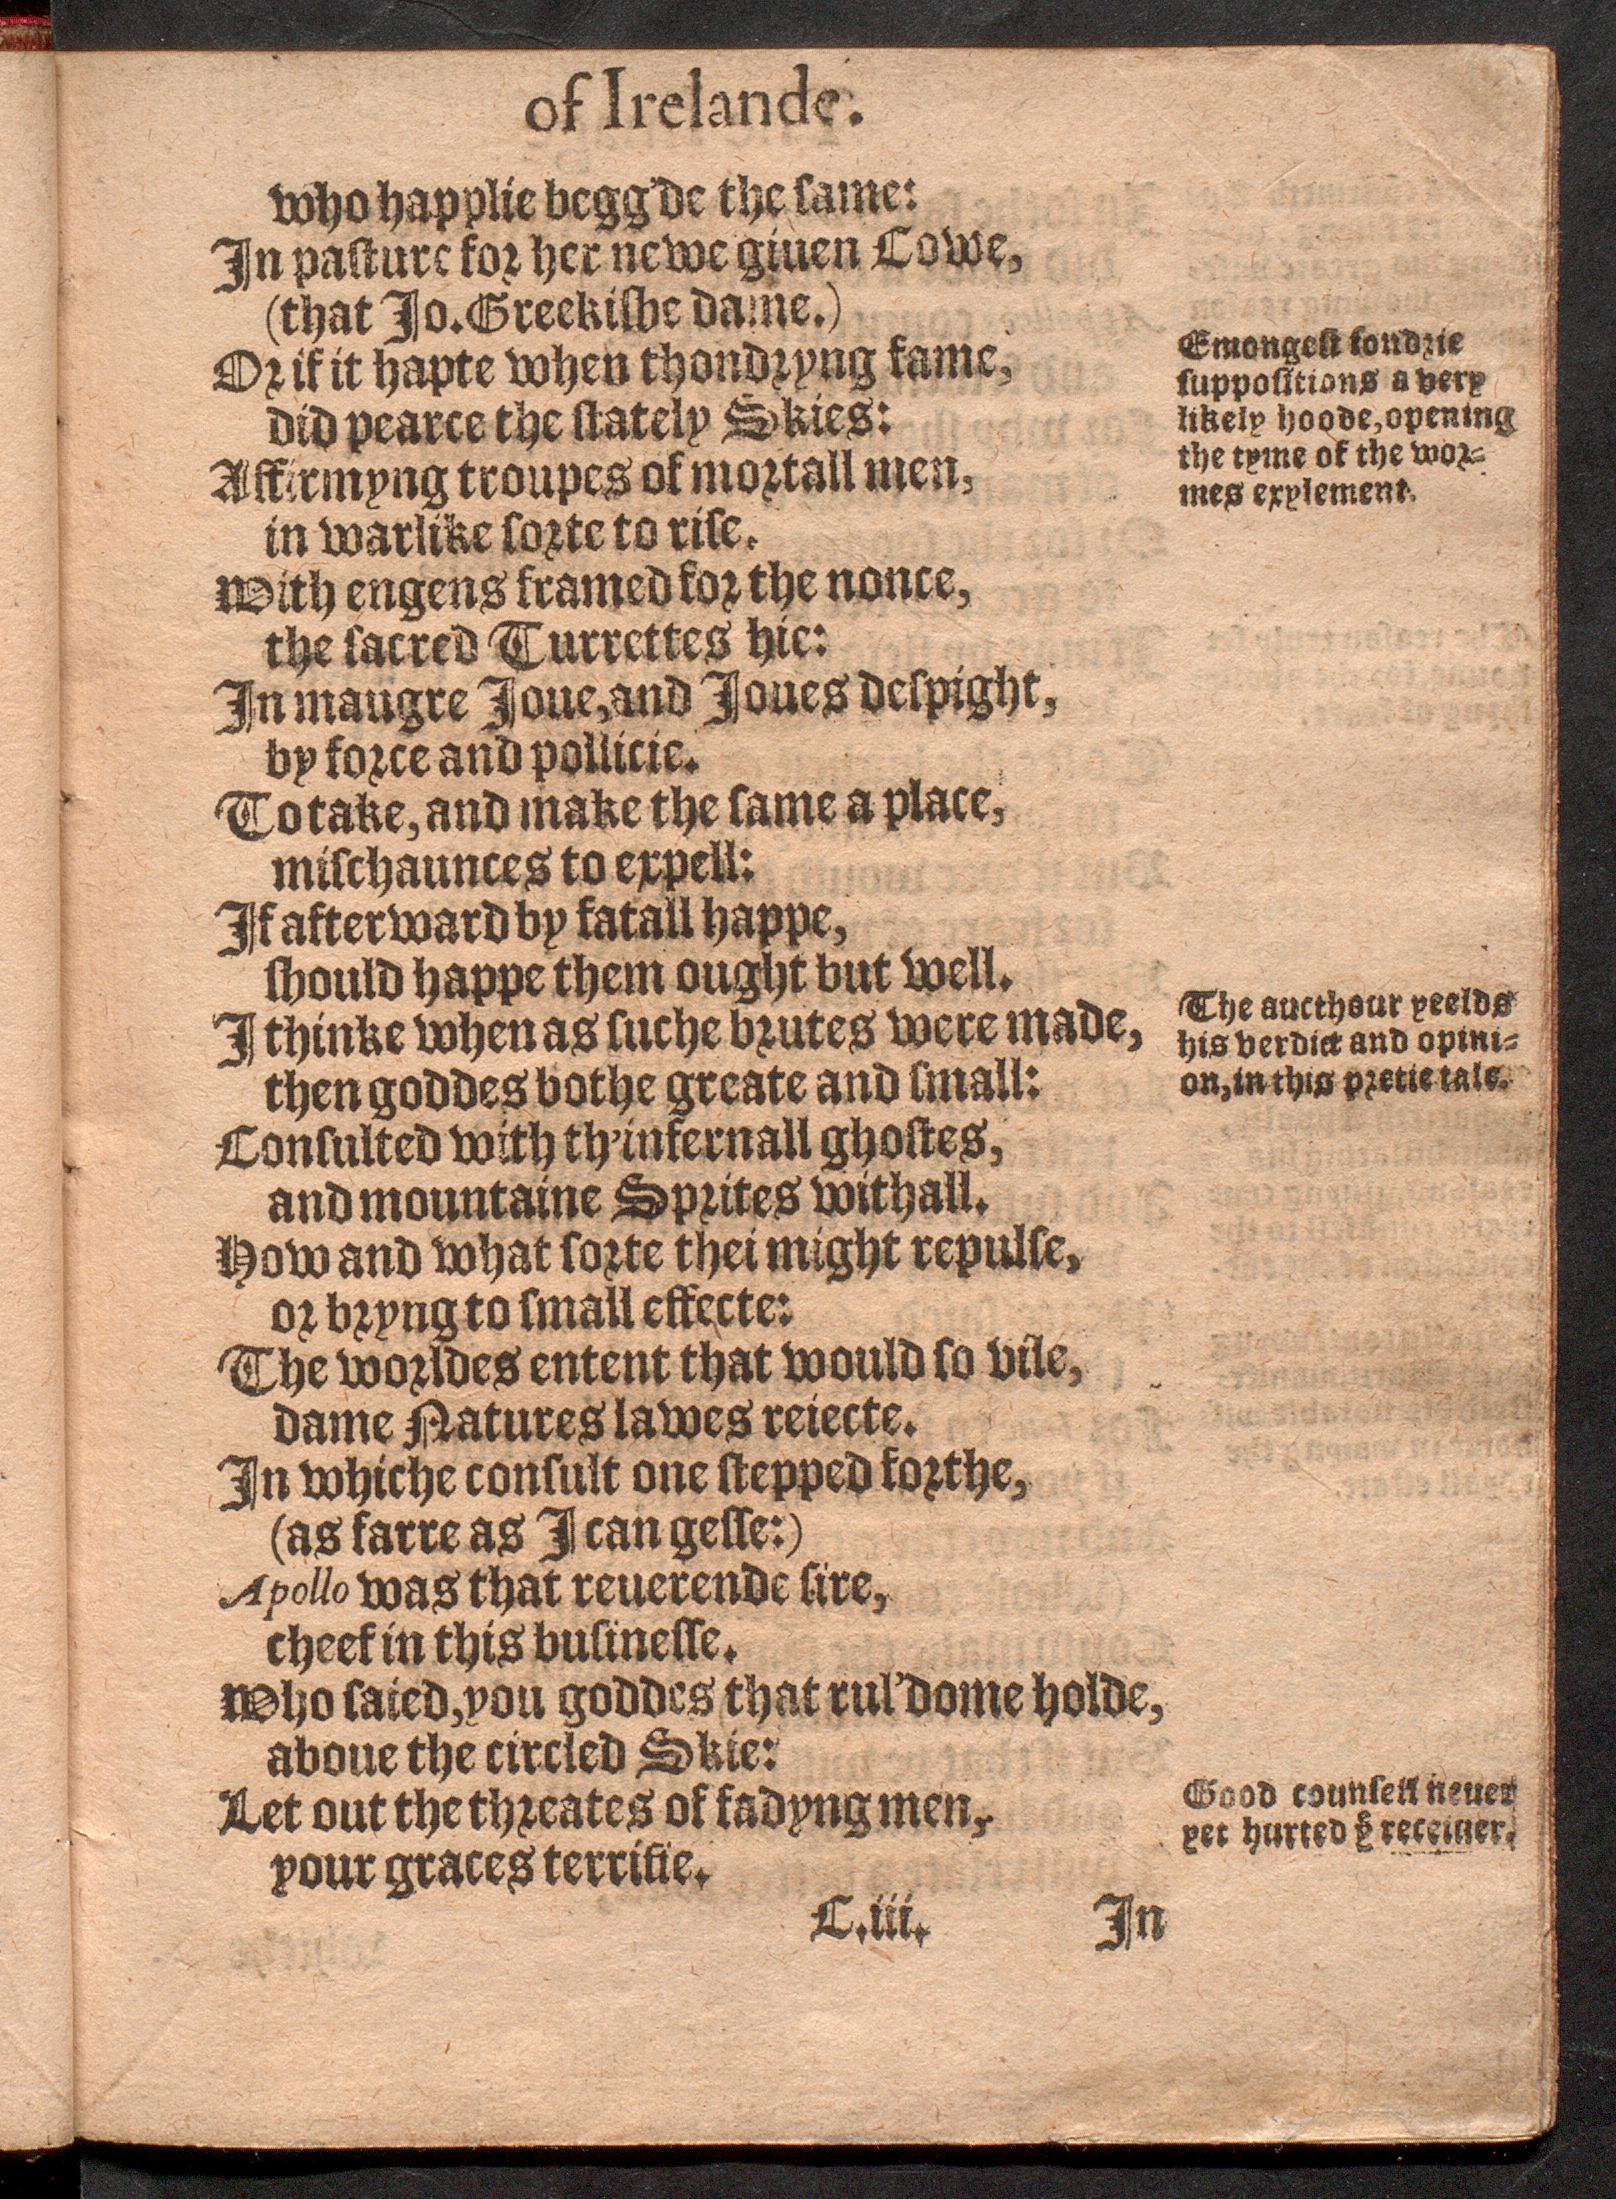 of Irelande.
who happlie begg'de the ſame:
In paſture for her newe giuen Cowe,
(that Jo. Greekiſhe dame.)
Or if it hapte when thondryng fame,
did pearce the ſtately Skies:
Affirmyng troupes of mortall men,
in warlike ſorte to riſe.
With engens framed for the nonce,
the ſacred Turrettes hie:
In maugre Joue, and Joues deſpight,
by force and pollicie.
To take, and make the ſame a place,
miſchaunces to expell:
If afterward by fatall happe,
ſhould happe them ought but well.
I thinke when as ſuche brutes were made,
then goddes bothe greate and ſmall:
Conſulted with th'infernall ghoſtes,
and mountaine Sprites withall.
How and what ſorte thei might repulſe,
or bryng to ſmall effecte:
The worldes entent that would ſo vile,
dame Natures lawes reiecte.
In whiche conſult one ſtepped forthe,
(as farre as I can geſſe:)
Apollo was that reuerende ſire,
cheef in this buſineſſe.
Who ſaied, you goddes that rul'dome holde,
aboue the circled Skie:
Let out the threates of fadyng men,
your graces terrifie.
C.iii. In
Emongeſt ſondrie
ſuppoſitions a very
likely hoode, opening
the tyme of the wor-
mes exylement.
The aucthour yeelds
his verdict and opini-
on, in this pretie tale.
Good counſell neuer
yet hurted yͤ receiuer.